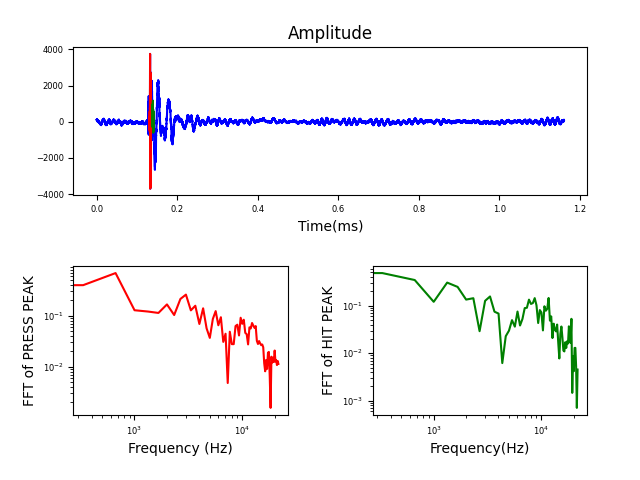 Amplitude
4000
2000
0
−2000
−4000
0.0 0.2 0.4 0.6 0.8 1.0 1.2
Time(ms)
FFT of PRESS PEAK
10⁻¹
10⁻²
10³ 10⁴
Frequency (Hz)
FFT of HIT PEAK
10⁻¹
10⁻²
10⁻³
10³ 10⁴
Frequency(Hz)